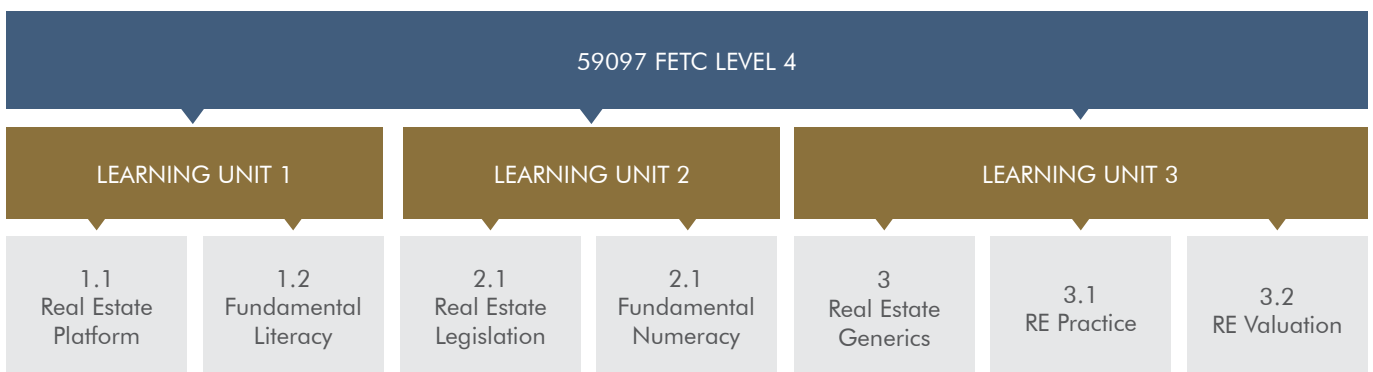 59097 FETC LEVEL 4
LEARNING UNIT 1
LEARNING UNIT 2
LEARNING UNIT 3
1.1
Real Estate
Platform
1.2
Fundamental
Literacy
2.1
Real Estate
Legislation
2.1
Fundamental
Numeracy
3
Real Estate
Generics
3.1
RE Practice
3.2
RE Valuation